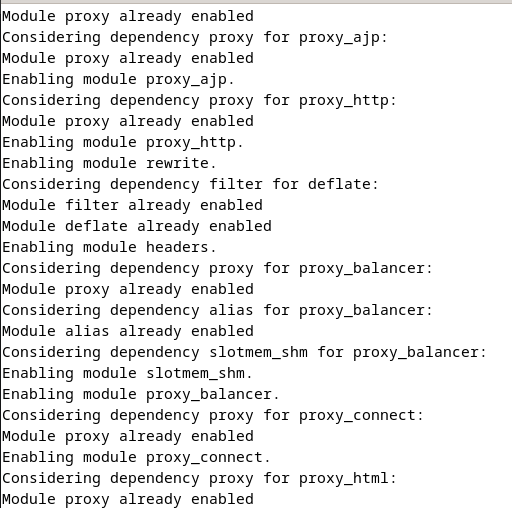 Module proxy already enabled
Considering dependency proxy for proxy_ajp:
Module proxy already enabled
Enabling module proxy_ajp.
Considering dependency proxy for proxy_http:
Module proxy already enabled
Enabling module proxy_http.
Enabling module rewrite.
Considering dependency filter for deflate:
Module filter already enabled
Module deflate already enabled
Enabling module headers.
Considering dependency proxy for proxy_balancer:
Module proxy already enabled
Considering dependency alias for proxy_balancer:
Module alias already enabled
Considering dependency slotmem_shm for proxy_balancer:
Enabling module slotmem_shm.
Enabling module proxy_balancer.
Considering dependency proxy for proxy_connect:
Module proxy already enabled
Enabling module proxy_connect.
Considering dependency proxy for proxy_html:
Module proxy already enabled